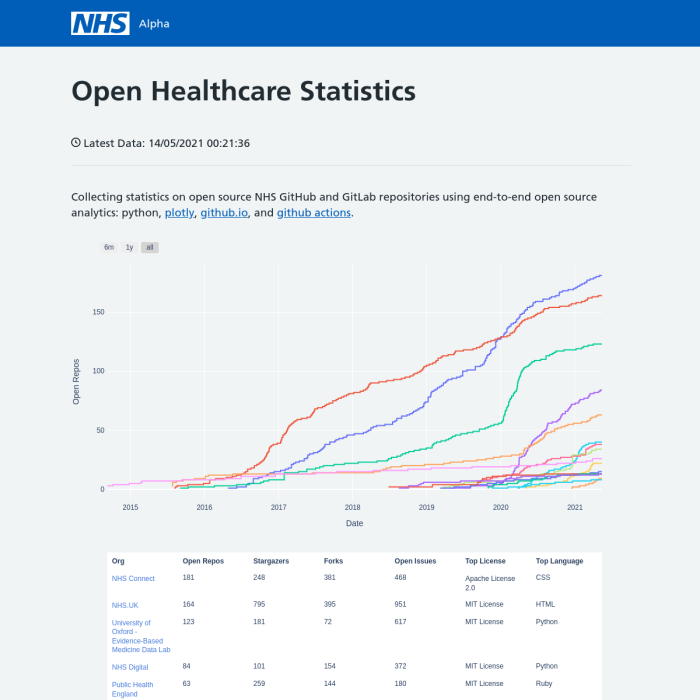 NHS Alpha
Open Healthcare Statistics
Latest Data: 14/05/2021 00:21:36
Collecting statistics on open source NHS GitHub and GitLab repositories using end-to-end open source
analytics: python, plotly, github.io, and github actions.
6m 1y all
150
100
50
0
Open Repos
2015 2016 2017 2018 2019 2020 2021
Date
Org Open Repos Stargazers Forks Open Issues Top License Top Language
NHS Connect 181 248 381 468 Apache License CSS
2.0
NHS.UK 164 795 395 951 MIT License HTML
University of 123 181 72 617 MIT License Python
Oxford -
Evidence-Based
Medicine Data Lab
NHS Digital 84 101 154 372 MIT License Python
Public Health 63 259 144 180 MIT License Ruby
England